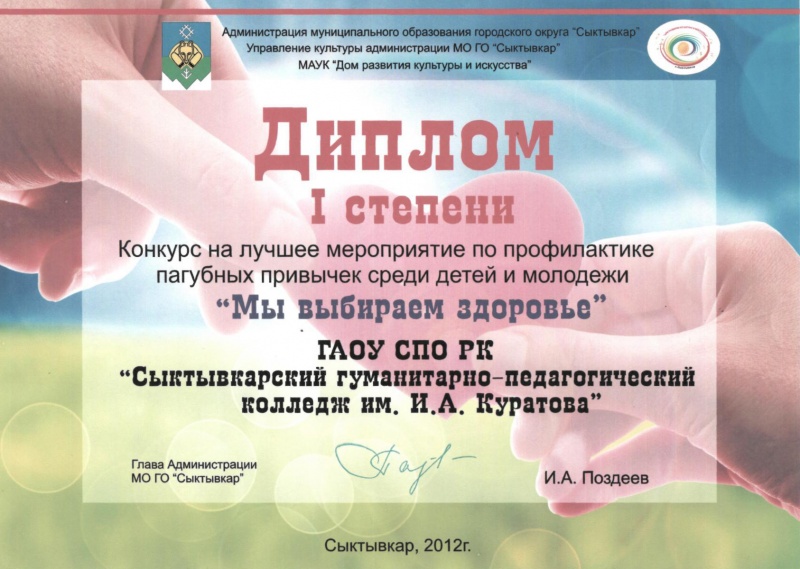 Администрация муниципального образования городского округа "Сыктывкар"
Управление культуры администрации МО ГО "Сыктывкар"
МАУК "Дом развития культуры и искусства"
Диплом
I степени
Конкурс на лучшее мероприятие по профилактике
пагубных привычек среди детей и молодежи
"Мы выбираем здоровье"
ГАОУ СПО РК
"Сыктывкарский гуманитарно-педагогический
колледж им. И.А. Куратова"
Глава Администрации
МО ГО "Сыктывкар"
И.А. Поздеев
Сыктывкар, 2012г.